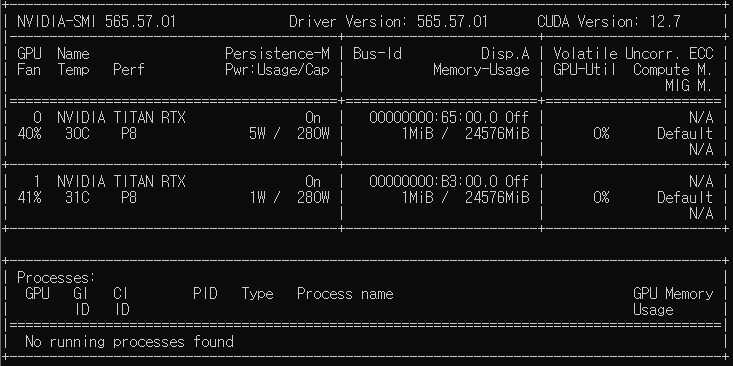 NVIDIA-SMI 565.57.01 Driver Version: 565.57.01 CUDA Version: 12.7
GPU Name Persistence-M | Bus-Id Disp.A | Volatile Uncorr. ECC
Fan Temp Perf Pwr:Usage/Cap | Memory-Usage | GPU-Util Compute M.
MIG M.
0 NVIDIA TITAN RTX On | 00000000:65:00.0 Off | N/A
40% 30C P8 5W / 280W | 1MiB / 24576MiB | 0% Default
N/A
1 NVIDIA TITAN RTX On | 00000000:B3:00.0 Off | N/A
41% 31C P8 1W / 280W | 1MiB / 24576MiB | 0% Default
N/A
Processes:
GPU GI CI PID Type Process name GPU Memory
ID ID Usage
No running processes found